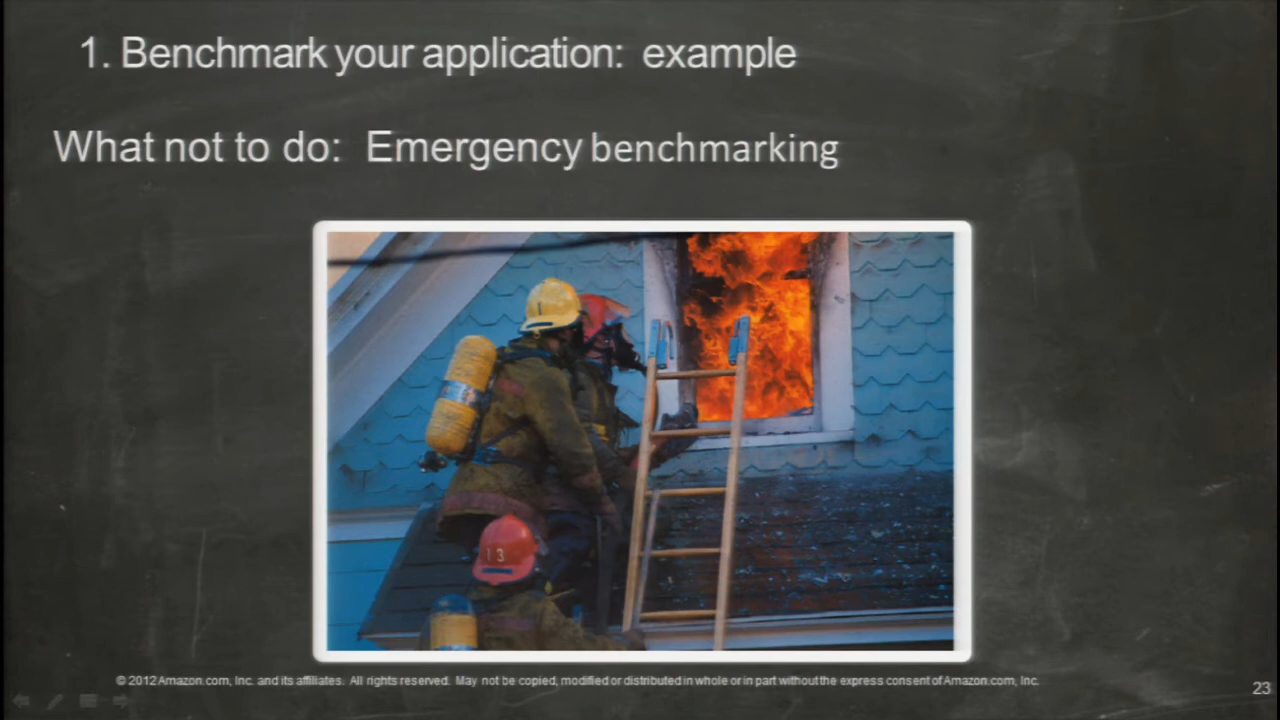 1. Benchmark your application: example
What not to do: Emergency benchmarking
1
13
© 2012 Amazon.com, Inc. and its affiliates. All rights reserved. May not be copied, modified or distributed in whole or in part without the express consent of Amazon.com, Inc.
23